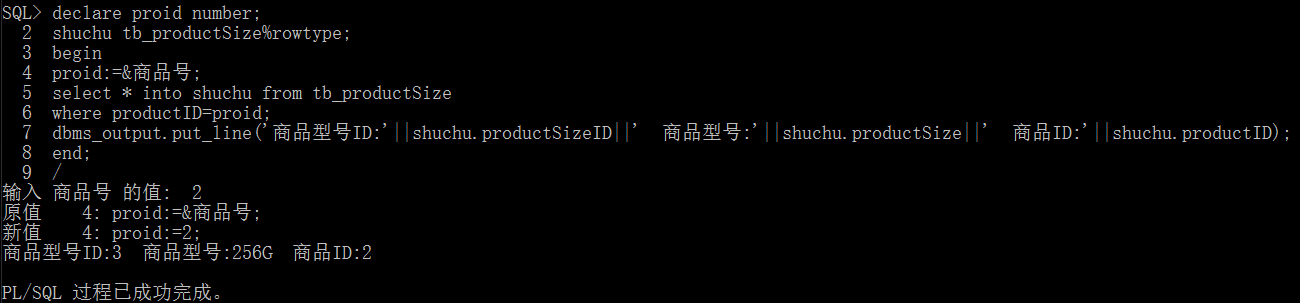 SQL> declare proid number;
  2  shuchu tb_productSize%rowtype;
  3  begin
  4  proid:=&商品号;
  5  select * into shuchu from tb_productSize
  6  where productID=proid;
  7  dbms_output.put_line('商品型号ID:'||shuchu.productSizeID||'  商品型号:'||shuchu.productSize||'  商品ID:'||shuchu.productID);
  8  end;
  9  /
输入 商品号 的值:  2
原值    4: proid:=&商品号;
新值    4: proid:=2;
商品型号ID:3  商品型号:256G  商品ID:2
PL/SQL 过程已成功完成。